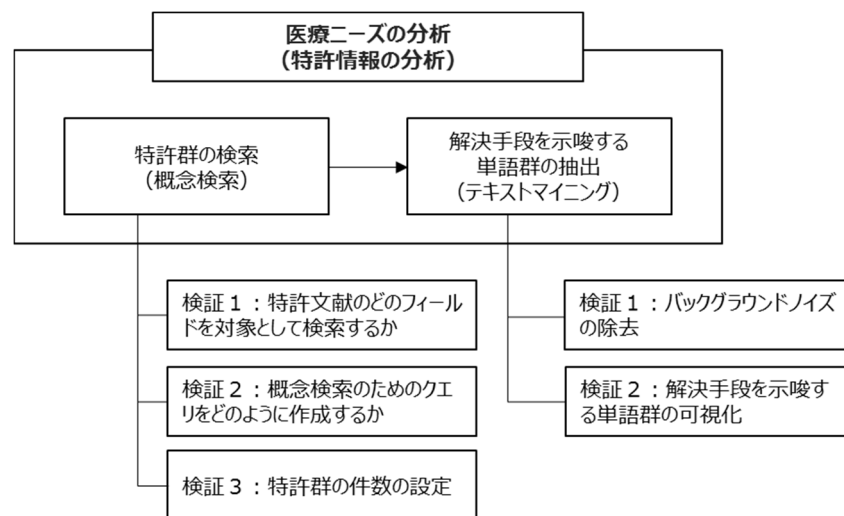 医療ニーズの分析
（特許情報の分析）
特許群の検索
（概念検索）
解決手段を示唆する
単語群の抽出
（テキストマイニング）
検証１：特許文献のどのフィール
ドを対象として検索するか
検証２：概念検索のためのクエ
リをどのように作成するか
検証３：特許群の件数の設定
検証１：バックグラウンドノイズ
の除去
検証２：解決手段を示唆す
る単語群の可視化